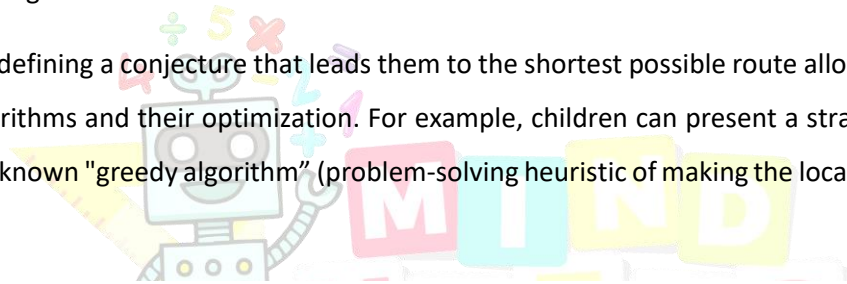 defining a conjecture that leads them to the shortest possible route allo
rithms and their optimization. For example, children can present a stra
known "greedy algorithm” (problem-solving heuristic of making the loca
MIND